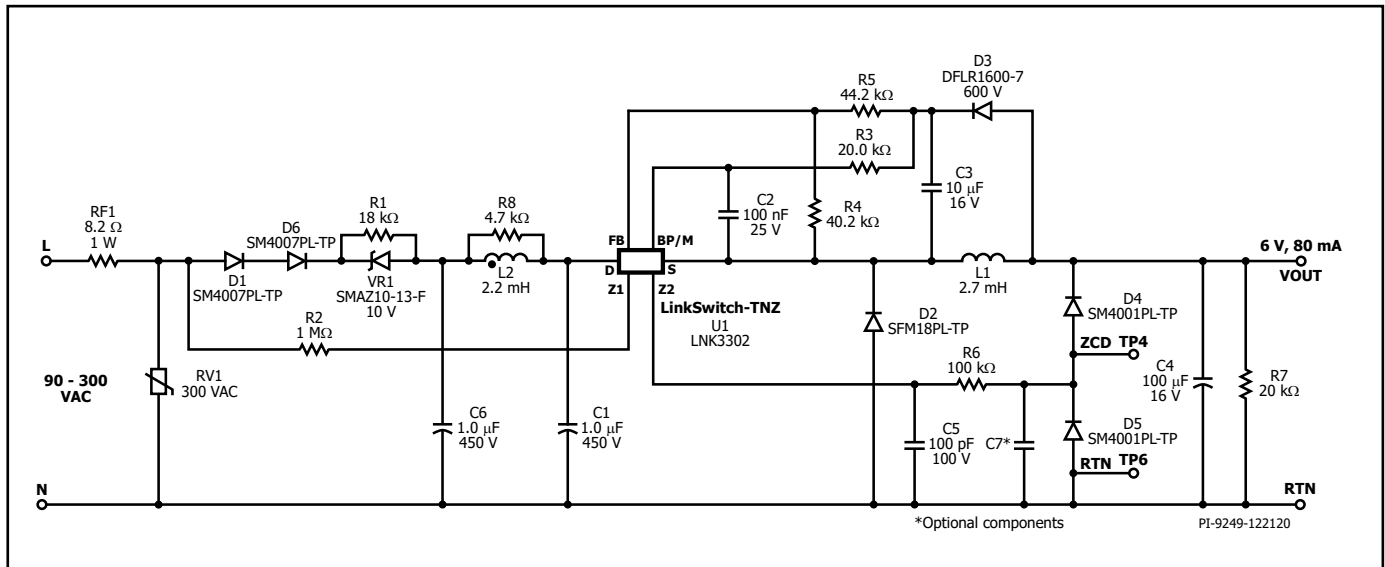 D3
DFLR1600-7
600 V
R5
44.2 kΩ
R3
20.0 kΩ
C3
10 µF
16 V
C2
100 nF
25 V
R4
40.2 kΩ
R1
18 kΩ
R8
4.7 kΩ
RF1
8.2 Ω
1 W
D6
SM4007PL-TP
L
D1
SM4007PL-TP
VR1
SMAZ10-13-F
10 V
L2
2.2 mH
FB
BP/M
D
S
Z1
Z2
LinkSwitch-TNZ
U1
LNK3302
L1
2.7 mH
6 V, 80 mA
VOUT
R2
1 MΩ
D2
SFM18PL-TP
D4
SM4001PL-TP
ZCD TP4
R6
100 kΩ
C4
100 µF
16 V
R7
20 kΩ
90 - 300
VAC
RV1
300 VAC
C6
1.0 µF
450 V
C1
1.0 µF
450 V
C5
100 pF
100 V
C7*
D5
SM4001PL-TP
RTN TP6
N
RTN
*Optional components
PI-9249-122120